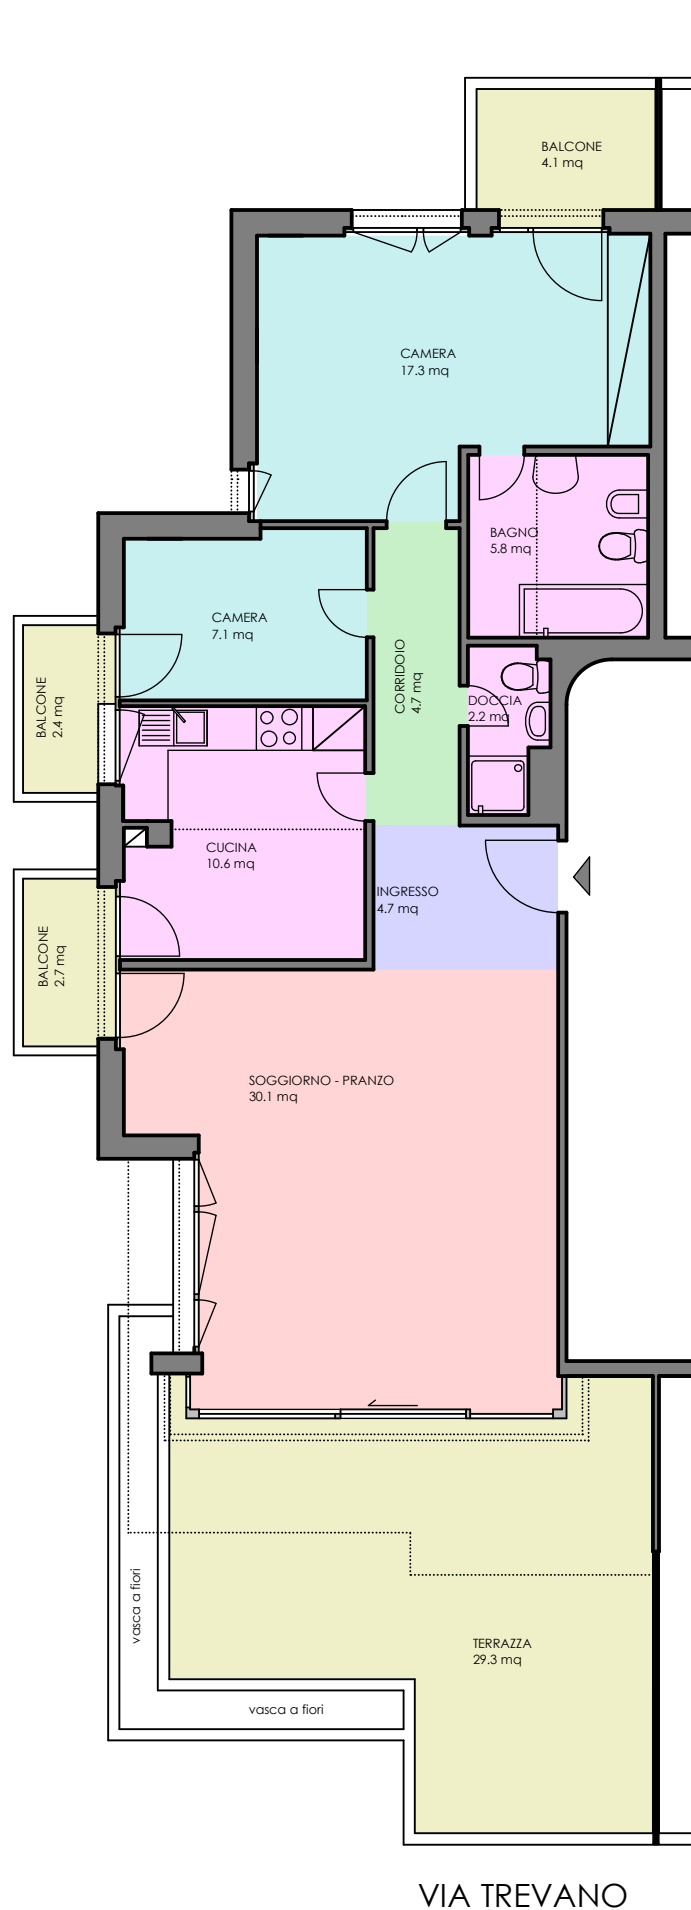 BALCONE
4.1 mq
CAMERA
17.3 mq
BAGNO
5.8 mq
CAMERA
7.1 mq
CORRIDOIO
4.7 mq
BALCONE
2.4 mq
DOCCIA
2.2 mq
CUCINA
10.6 mq
INGRESSO
4.7 mq
BALCONE
2.7 mq
SOGGIORNO - PRANZO
30.1 mq
vasca a fiori
TERRAZZA
29.3 mq
vasca a fiori
VIA TREVANO